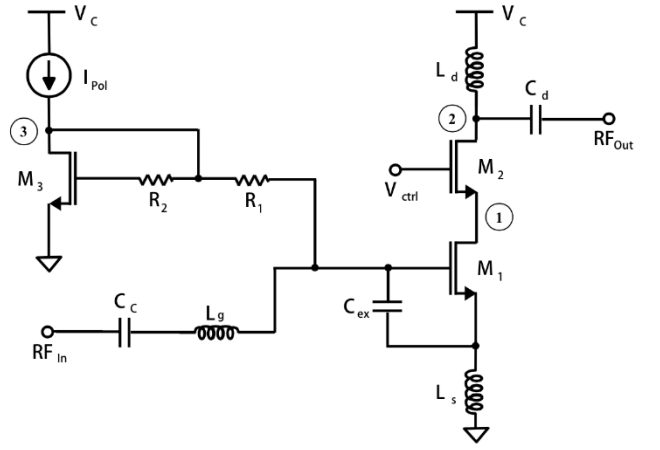 V C
I Pol
3
M 3
R 2
R 1
C C
L g
RF In
C ex
V C
L d
C d
2
RF Out
M 2
V ctrl
1
M 1
L s